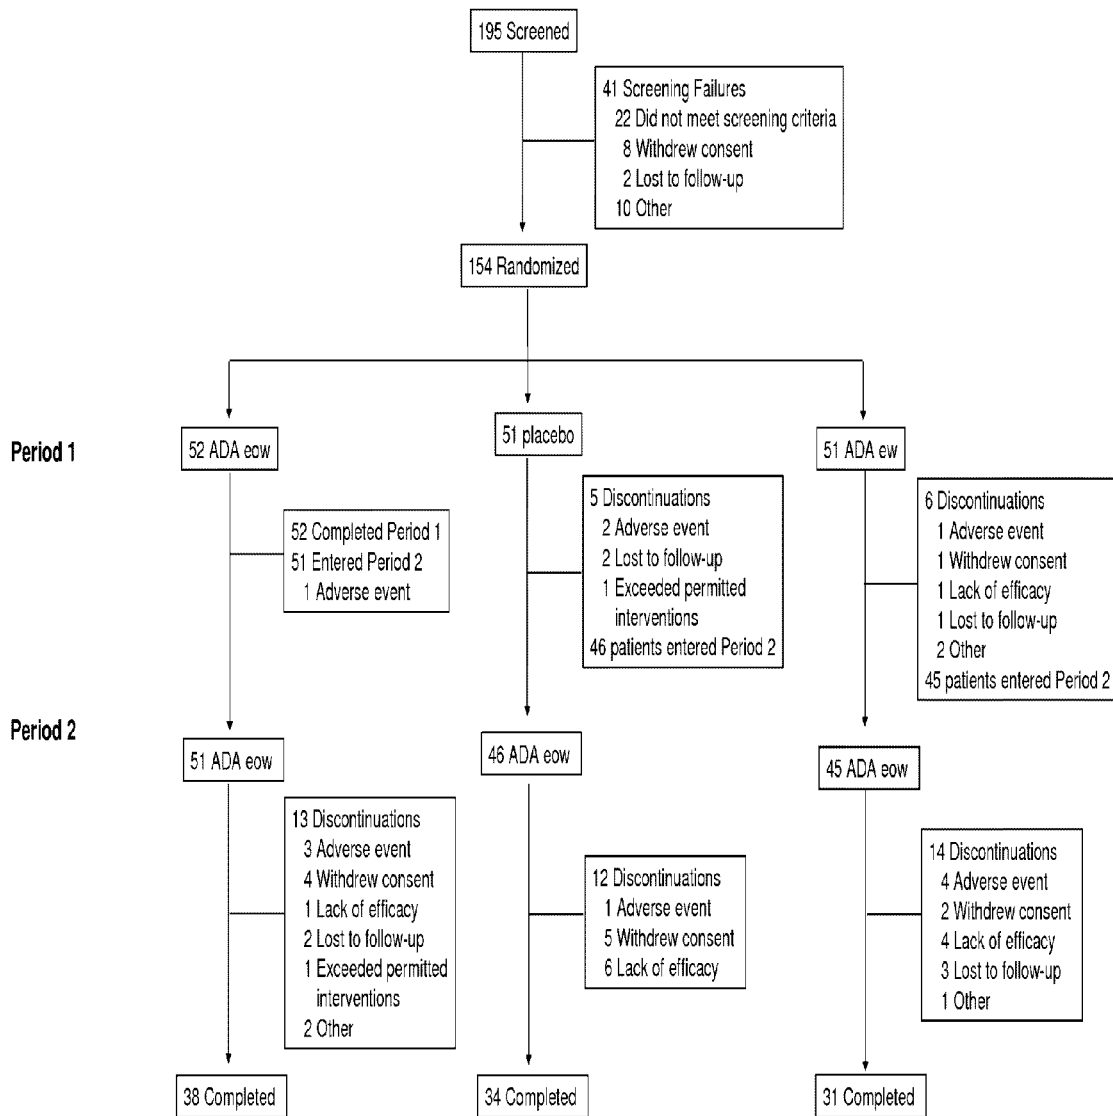 195 Screened
41 Screening Failures
22 Did not meet screening criteria
8 Withdrew consent
2 Lost to follow-up
10 Other
154 Randomized
Period 1
52 ADA eow
51 placebo
51 ADA ew
52 Completed Period 1
51 Entered Period 2
1 Adverse event
5 Discontinuations
2 Adverse event
2 Lost to follow-up
1 Exceeded permitted
interventions
46 patients entered Period 2
6 Discontinuations
1 Adverse event
1 Withdrew consent
1 Lack of efficacy
1 Lost to follow-up
2 Other
45 patients entered Period 2
Period 2
51 ADA eow
46 ADA eow
45 ADA eow
13 Discontinuations
3 Adverse event
4 Withdrew consent
1 Lack of efficacy
2 Lost to follow-up
1 Exceeded permitted
interventions
2 Other
12 Discontinuations
1 Adverse event
5 Withdrew consent
6 Lack of efficacy
14 Discontinuations
4 Adverse event
2 Withdrew consent
4 Lack of efficacy
3 Lost to follow-up
1 Other
38 Completed
34 Completed
31 Completed